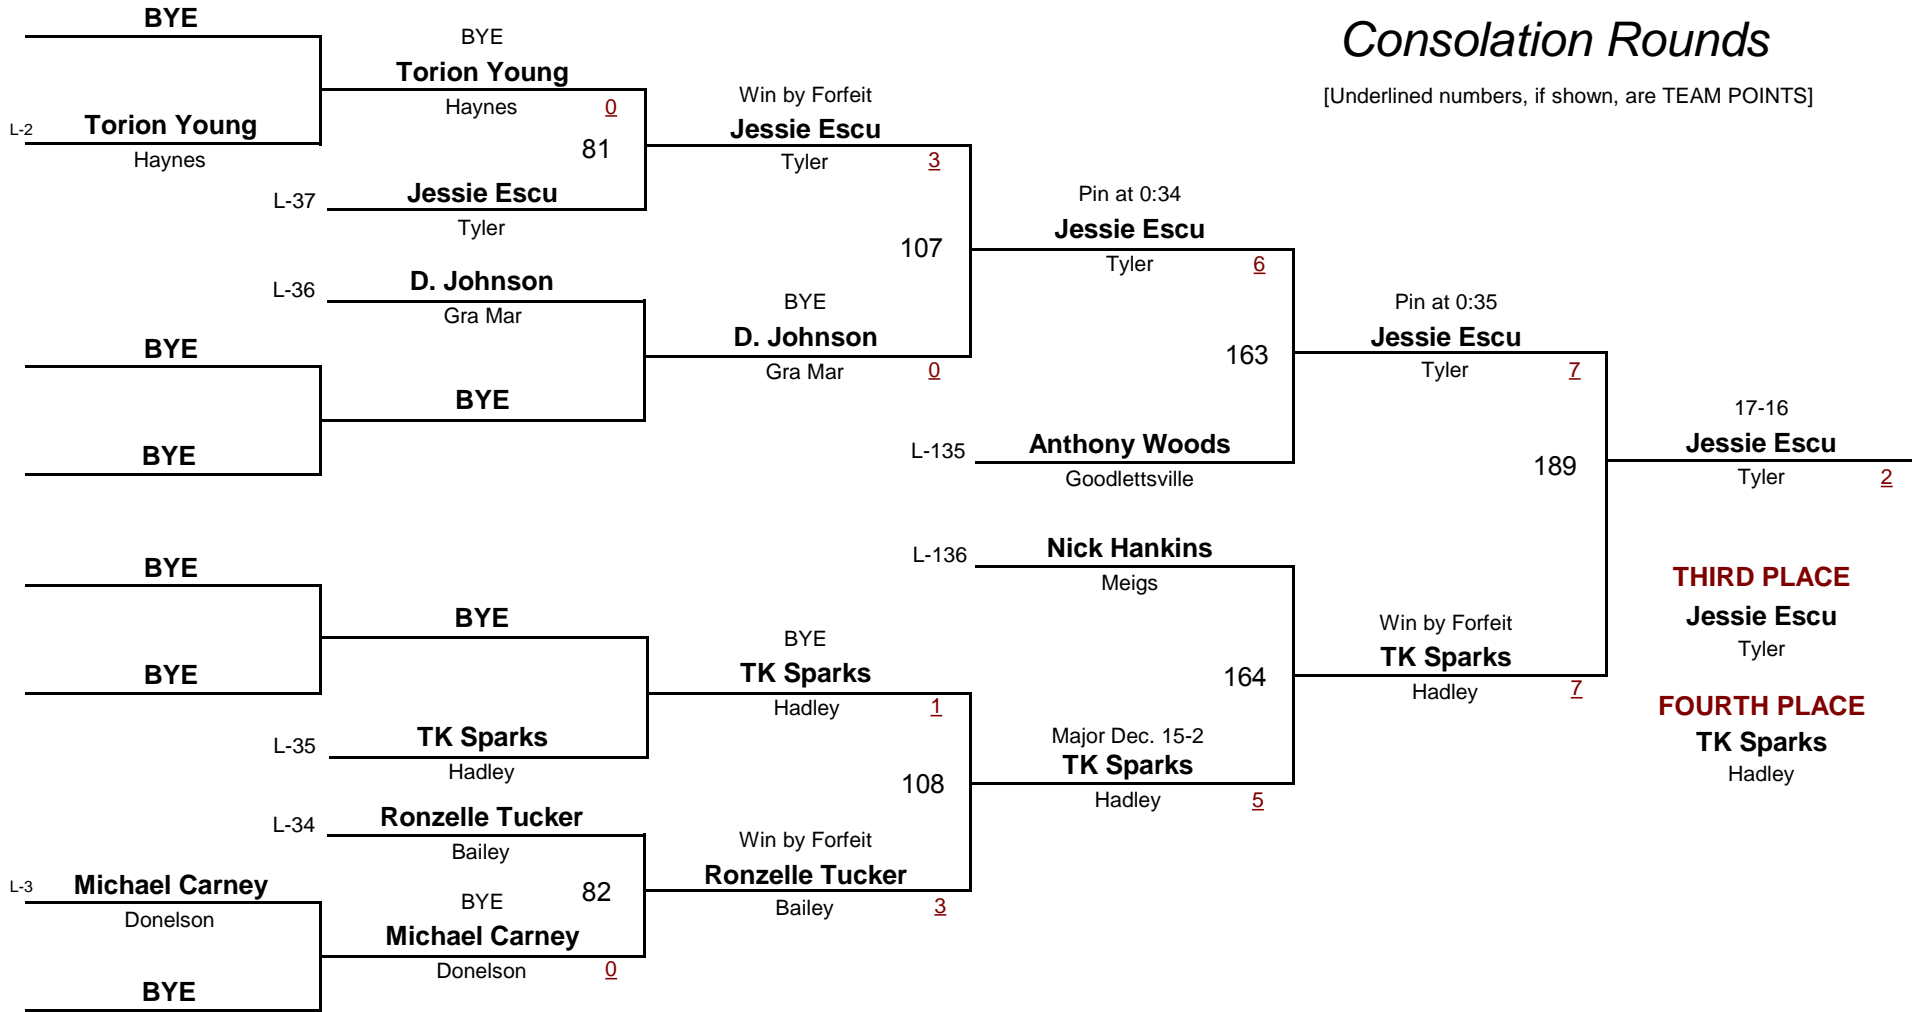 Consolation Rounds
[Underlined numbers, if shown, are TEAM POINTS]
BYE
L-2
Torion Young
Haynes
BYE
BYE
BYE
BYE
L-3
Michael Carney
Donelson
BYE
BYE
Torion Young
Haynes
0
81
L-37
Jessie Escu
Tyler
L-36
D. Johnson
Gra Mar
BYE
BYE
L-35
TK Sparks
Hadley
L-34
Ronzelle Tucker
Bailey
82
BYE
Michael Carney
Donelson
0
Win by Forfeit
Jessie Escu
Tyler
3
107
BYE
D. Johnson
Gra Mar
0
BYE
TK Sparks
Hadley
1
108
Win by Forfeit
Ronzelle Tucker
Bailey
3
Pin at 0:34
Jessie Escu
Tyler
6
163
L-135
Anthony Woods
Goodlettsville
L-136
Nick Hankins
Meigs
164
Major Dec. 15-2
TK Sparks
Hadley
5
Pin at 0:35
Jessie Escu
Tyler
7
189
Win by Forfeit
TK Sparks
Hadley
7
17-16
Jessie Escu
Tyler
2
THIRD PLACE
Jessie Escu
Tyler
FOURTH PLACE
TK Sparks
Hadley